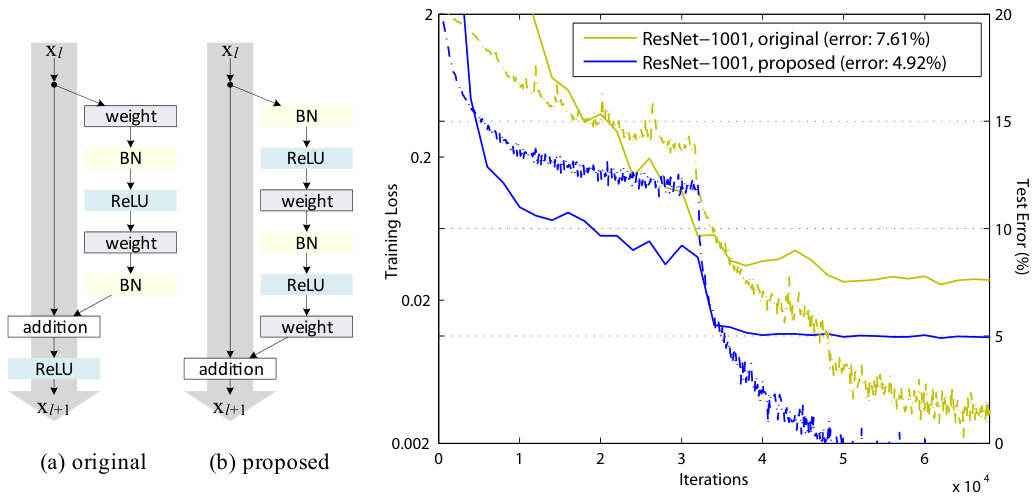 x_l
weight
BN
ReLU
weight
BN
addition
ReLU
x_{l+1}
(a) original
x_l
BN
ReLU
weight
BN
ReLU
weight
addition
x_{l+1}
(b) proposed
ResNet−1001, original (error: 7.61%)
ResNet−1001, proposed (error: 4.92%)
Training Loss
2
0.2
0.02
0.002
Test Error (%)
20
15
10
5
0
0 1 2 3 4 5 6
Iterations
x 10^4